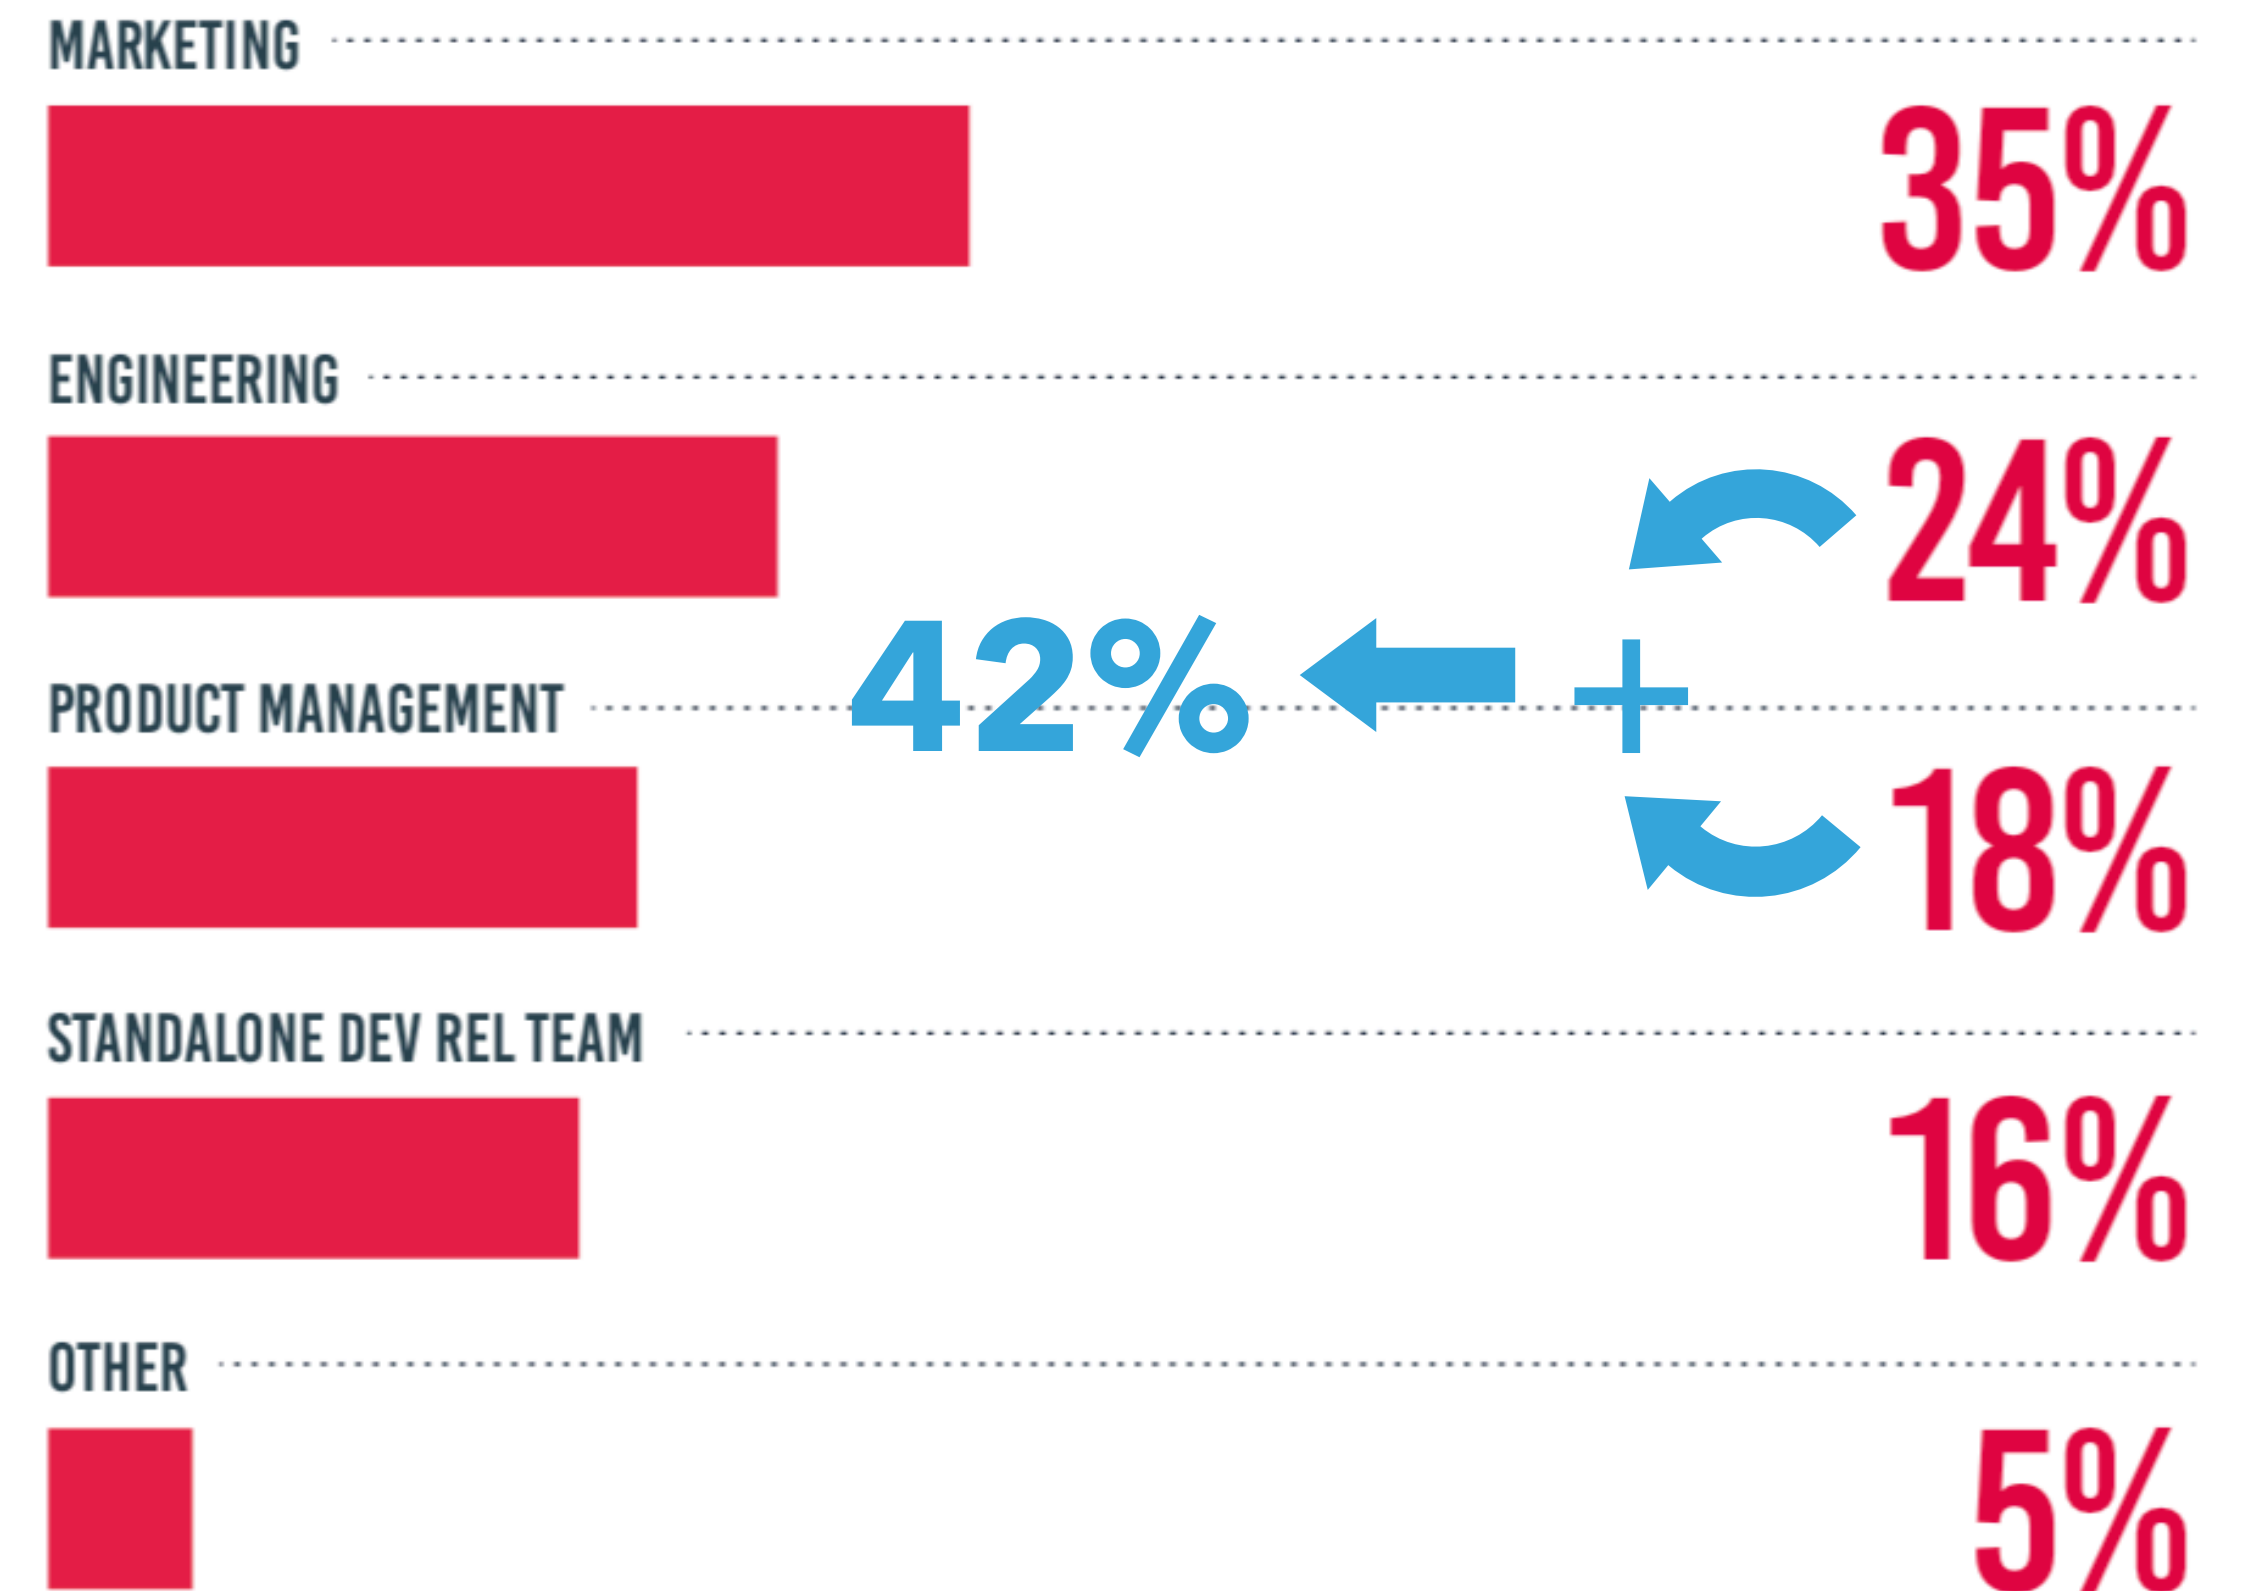 MARKETING
35%
ENGINEERING
24%
42% +
PRODUCT MANAGEMENT
18%
STANDALONE DEV REL TEAM
16%
OTHER
5%